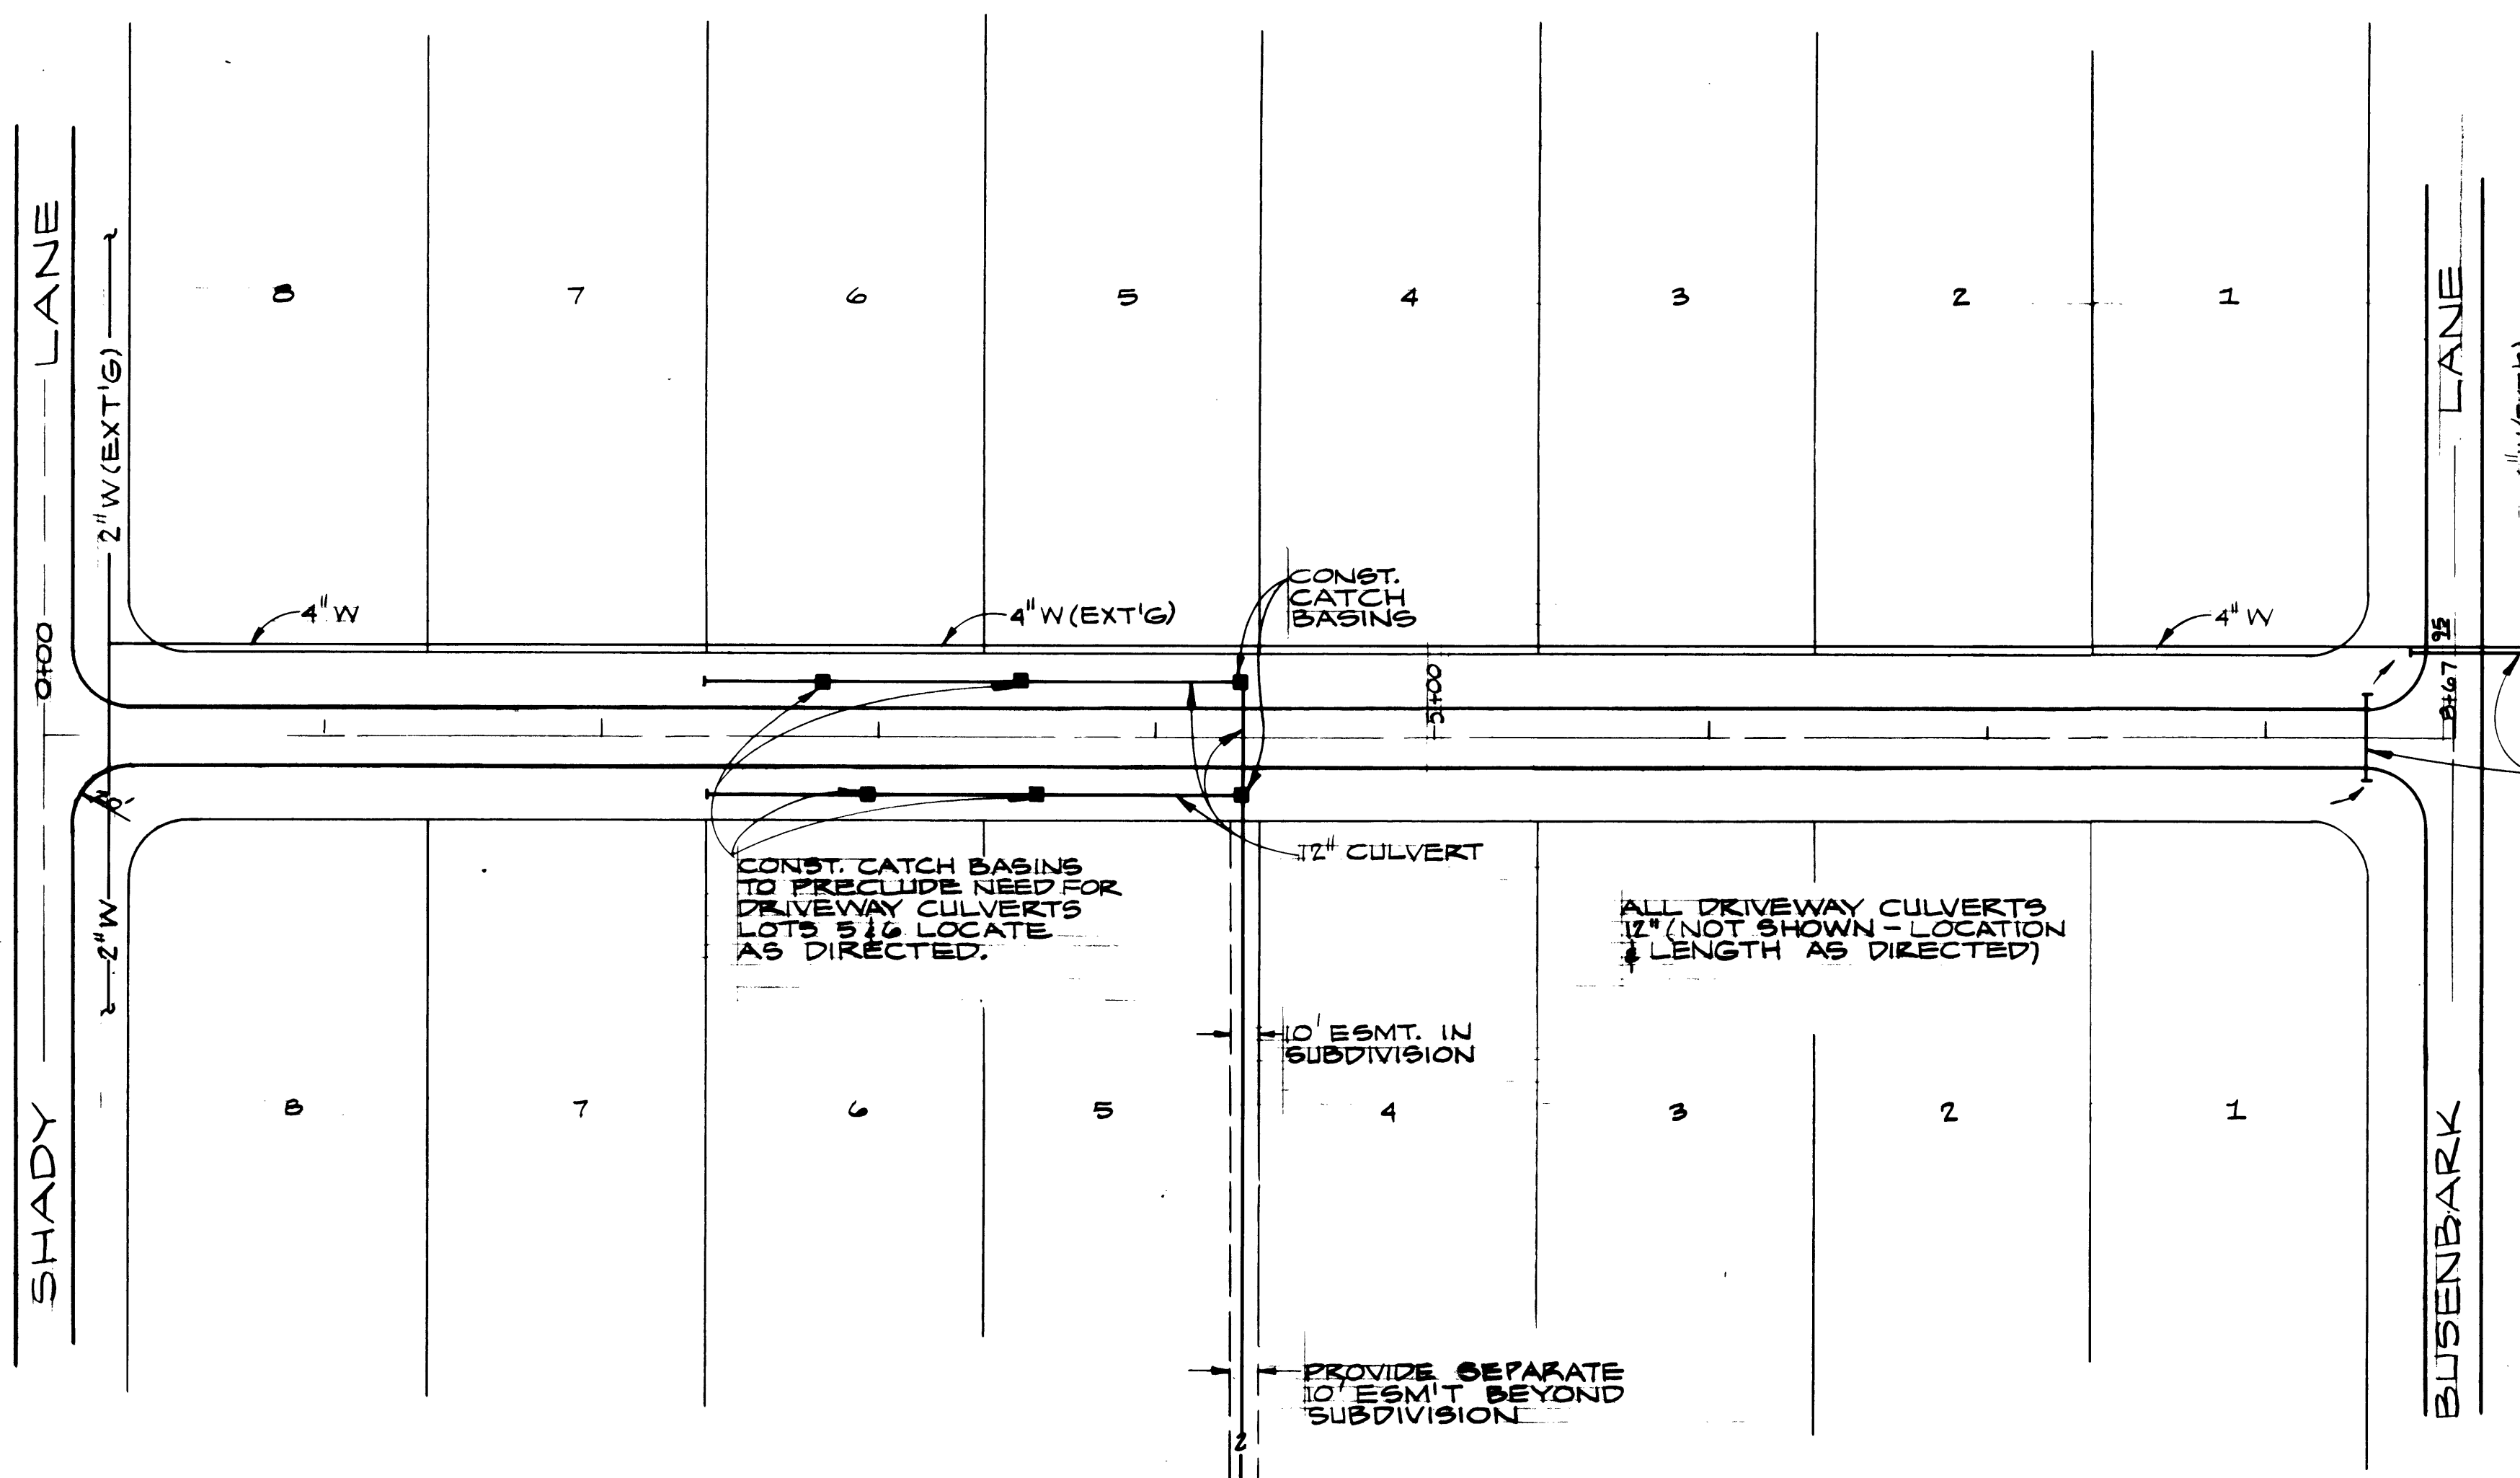 LANE
LANE
2" W (EXT'G)
8
7
6
5
4
3
2
1
CONST.
CATCH
BASINS
4" W
4" W (EXT'G)
4" W
0+00
5+00
8+67 95
12" CULVERT
CONST. CATCH BASINS
TO PRECLUDE NEED FOR
DRIVEWAY CULVERTS
LOTS 5 & 6 LOCATE
AS DIRECTED.
ALL DRIVEWAY CULVERTS
12" (NOT SHOWN - LOCATION
& LENGTH AS DIRECTED)
2" W
10' ESMT. IN
SUBDIVISION
8
7
6
5
4
3
2
1
SHADY
BUSENBARK
PROVIDE SEPARATE
10' ESM'T BEYOND
SUBDIVISION